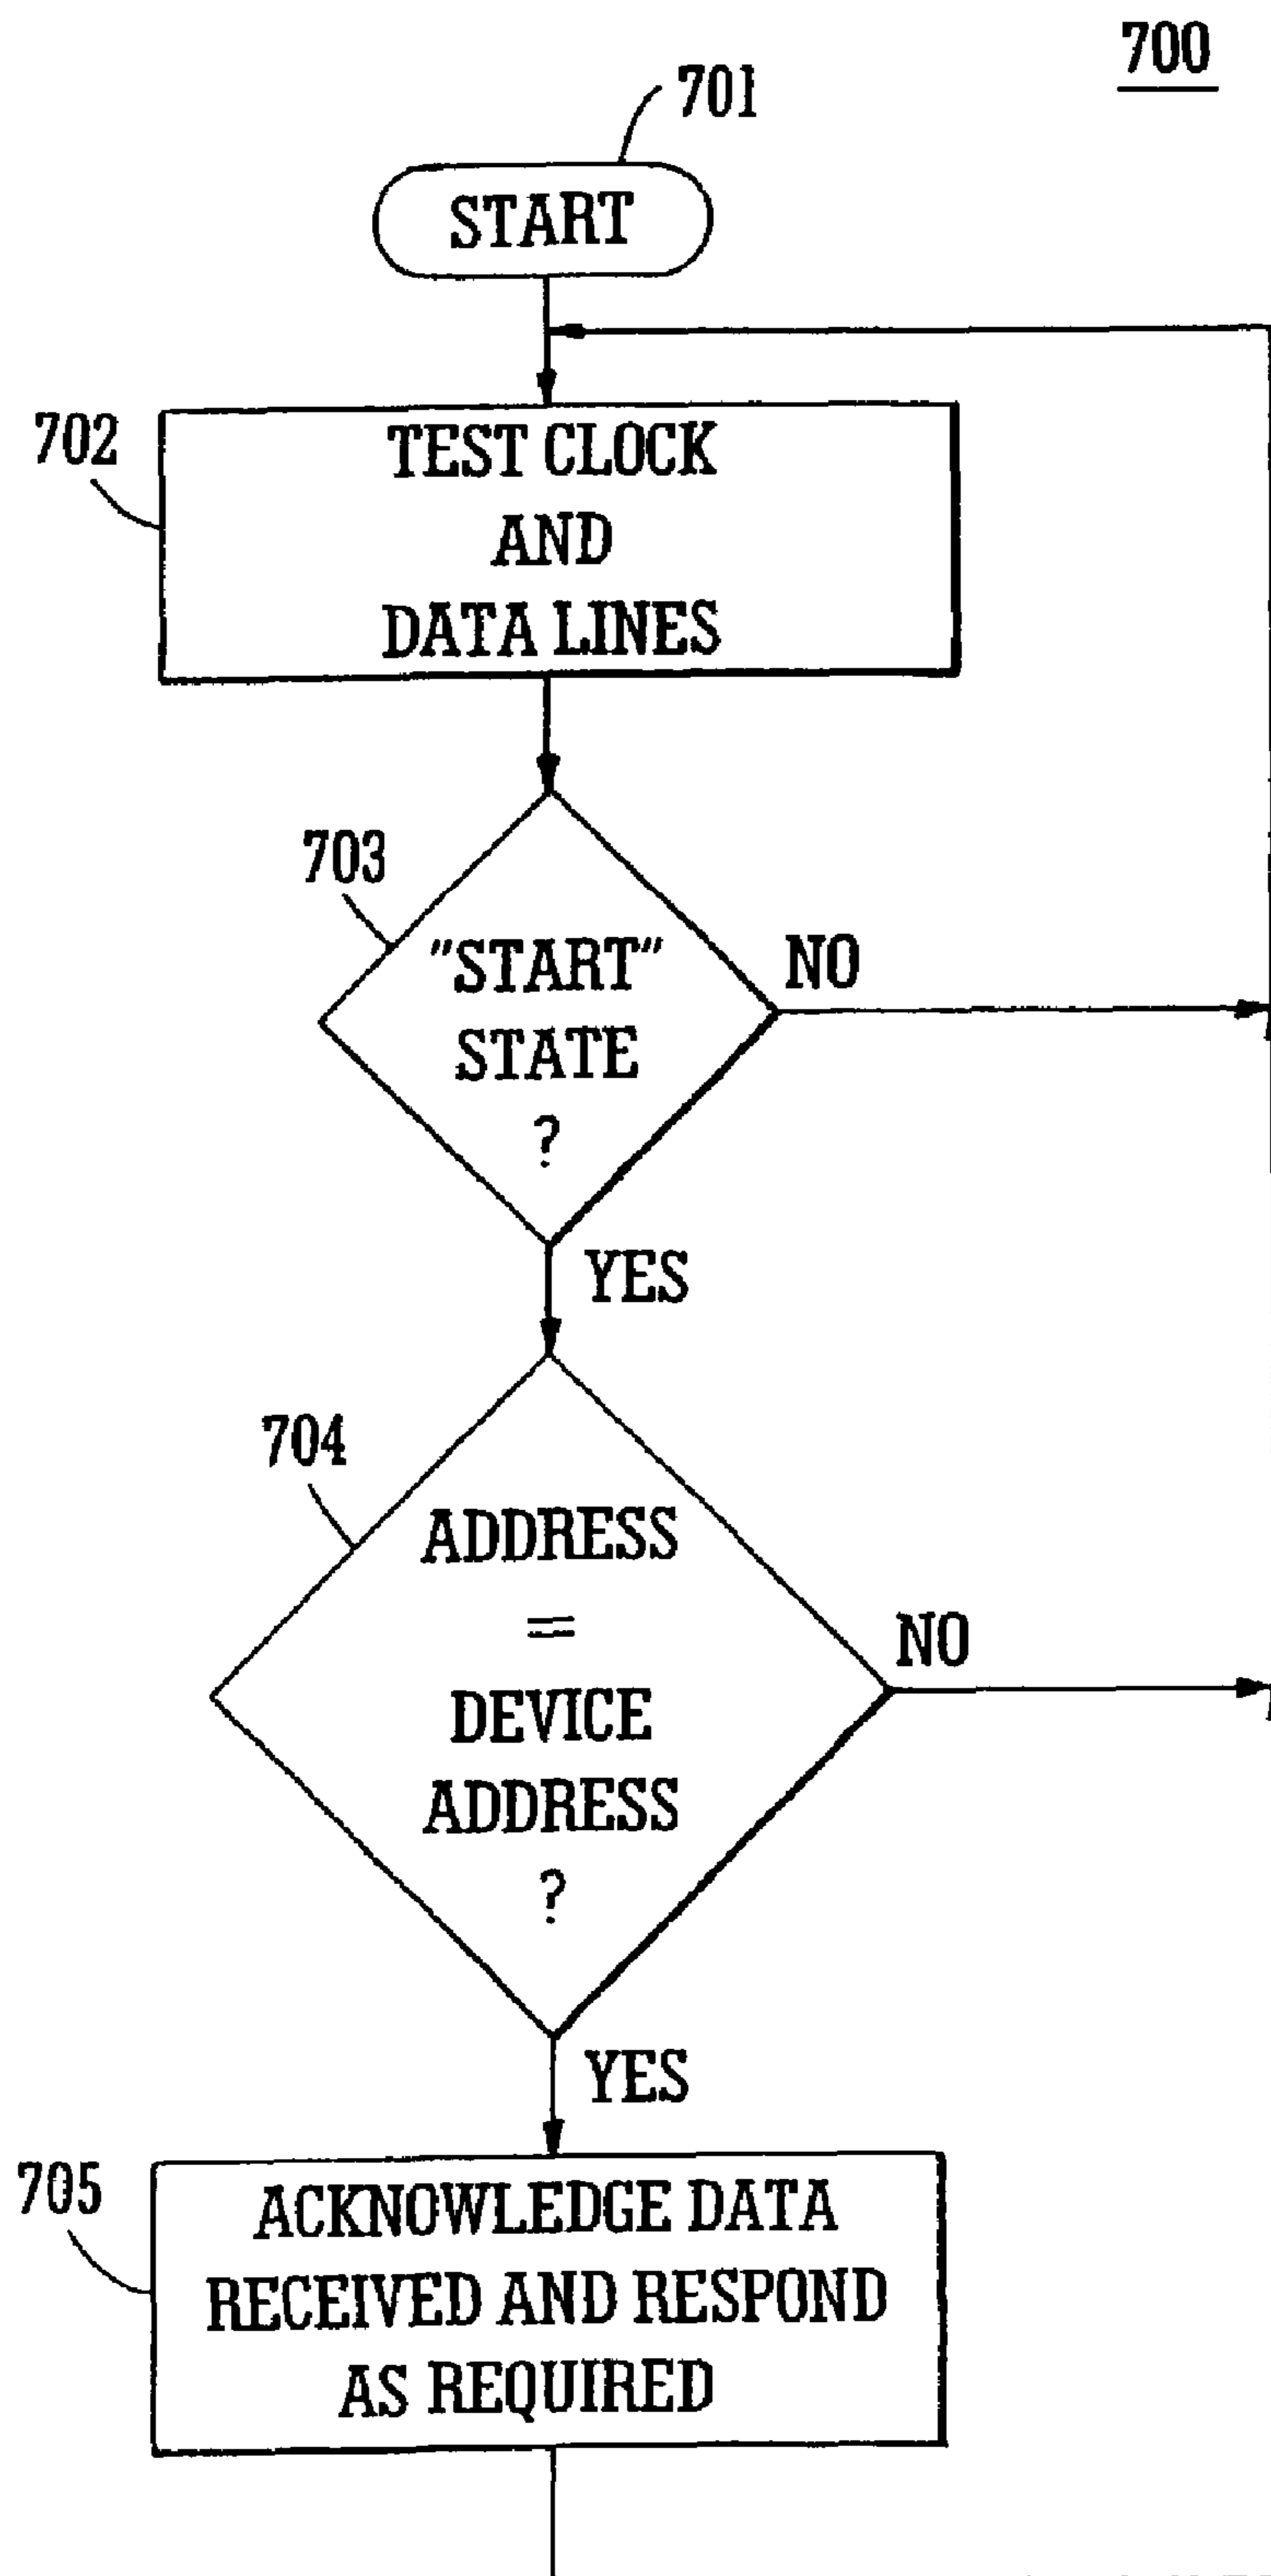 700
701
START
702
TEST CLOCK
AND
DATA LINES
703
"START"
STATE
?
NO
YES
704
ADDRESS
=
DEVICE
ADDRESS
?
NO
YES
705
ACKNOWLEDGE DATA
RECEIVED AND RESPOND
AS REQUIRED